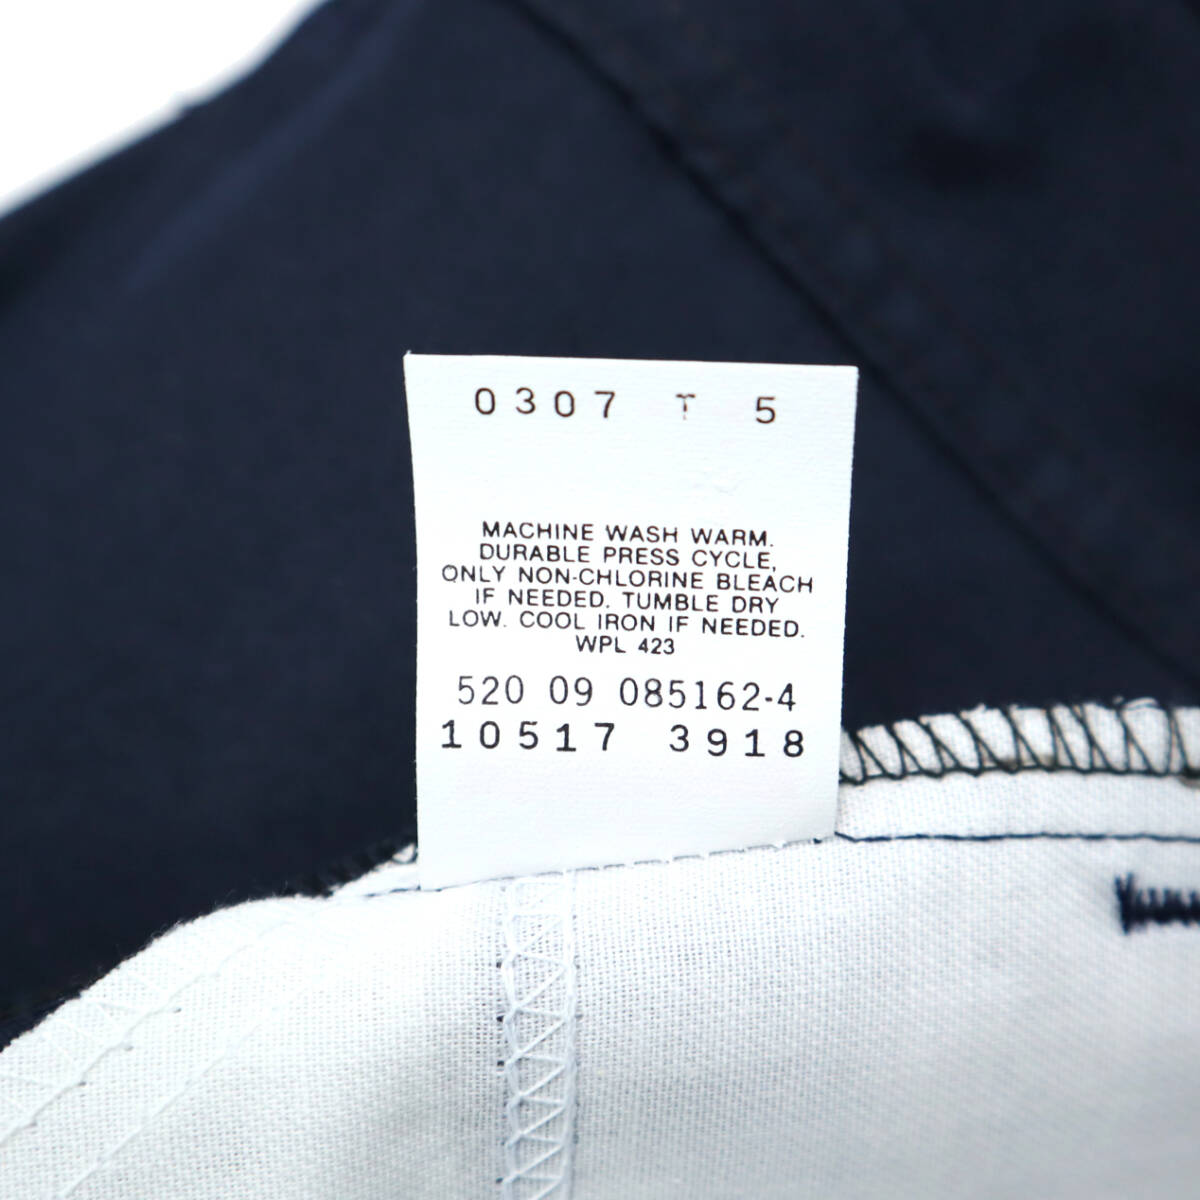 0307 T 5
MACHINE WASH WARM.
DURABLE PRESS CYCLE,
ONLY NON-CHLORINE BLEACH
IF NEEDED. TUMBLE DRY
LOW. COOL IRON IF NEEDED.
WPL 423
520 09 085162-4
10517 3918